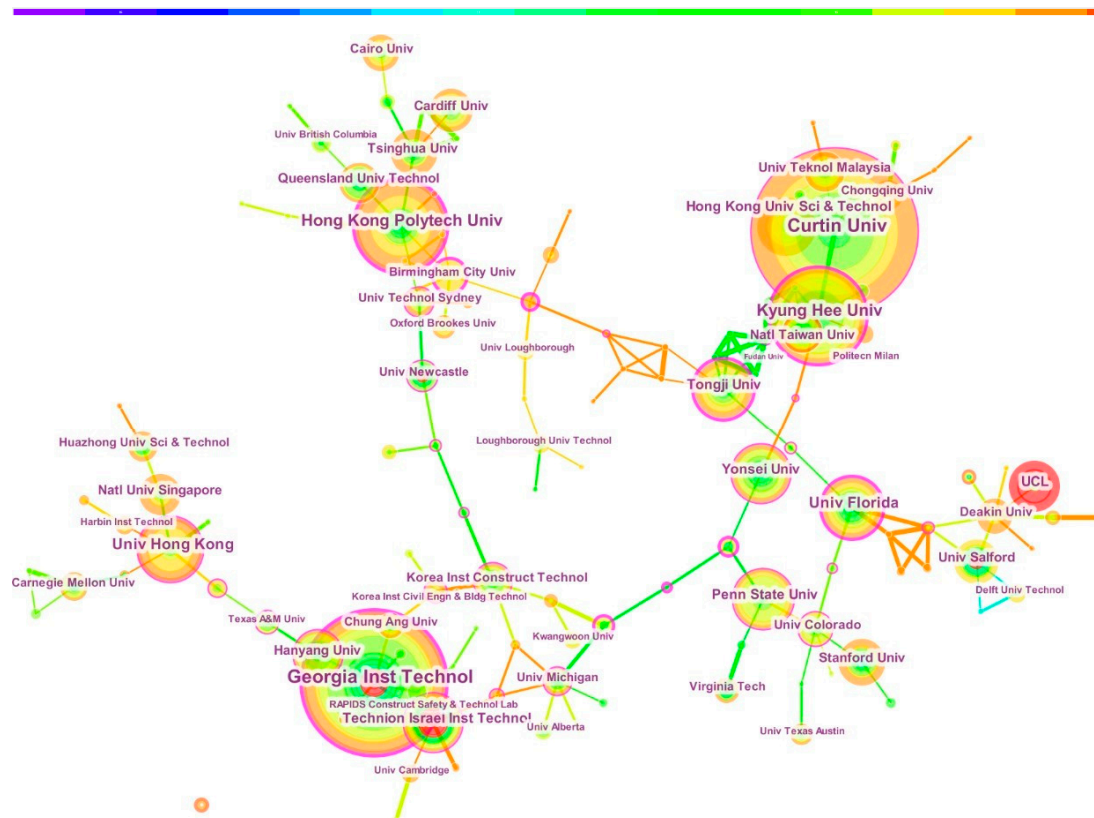 Cairo Univ
Cardiff Univ
Univ British Columbia
Tsinghua Univ
Queensland Univ Technol
Hong Kong Polytech Univ
Birmingham City Univ
Univ Technol Sydney
Oxford Brookes Univ
Univ Loughborough
Univ Newcastle
Loughborough Univ Technol
Univ Teknol Malaysia
Chongqing Univ
Hong Kong Univ Sci & Technol
Curtin Univ
Kyung Hee Univ
Natl Taiwan Univ
Fudan Univ
Politecn Milan
Tongji Univ
Yonsei Univ
Univ Florida
UCL
Deakin Univ
Univ Salford
Delft Univ Technol
Huazhong Univ Sci & Technol
Natl Univ Singapore
Harbin Inst Technol
Univ Hong Kong
Carnegie Mellon Univ
Korea Inst Construct Technol
Korea Inst Civil Engn & Bldg Technol
Penn State Univ
Texas A&M Univ
Chung Ang Univ
Kwangwoon Univ
Univ Colorado
Hanyang Univ
Stanford Univ
Georgia Inst Technol
Univ Michigan
Virginia Tech
RAPIDS Construct Safety & Technol Lab
Technion Israel Inst Technol
Univ Alberta
Univ Texas Austin
Univ Cambridge